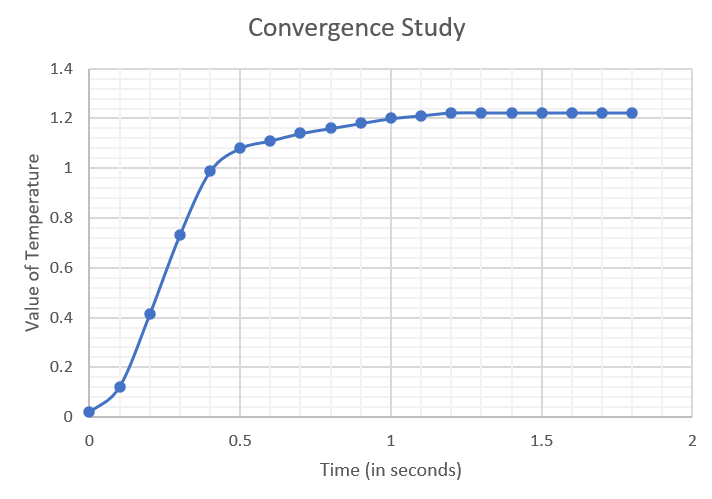 Convergence Study
Value of Temperature
1.4
1.2
1
0.8
0.6
0.4
0.2
0
0 0.5 1 1.5 2
Time (in seconds)